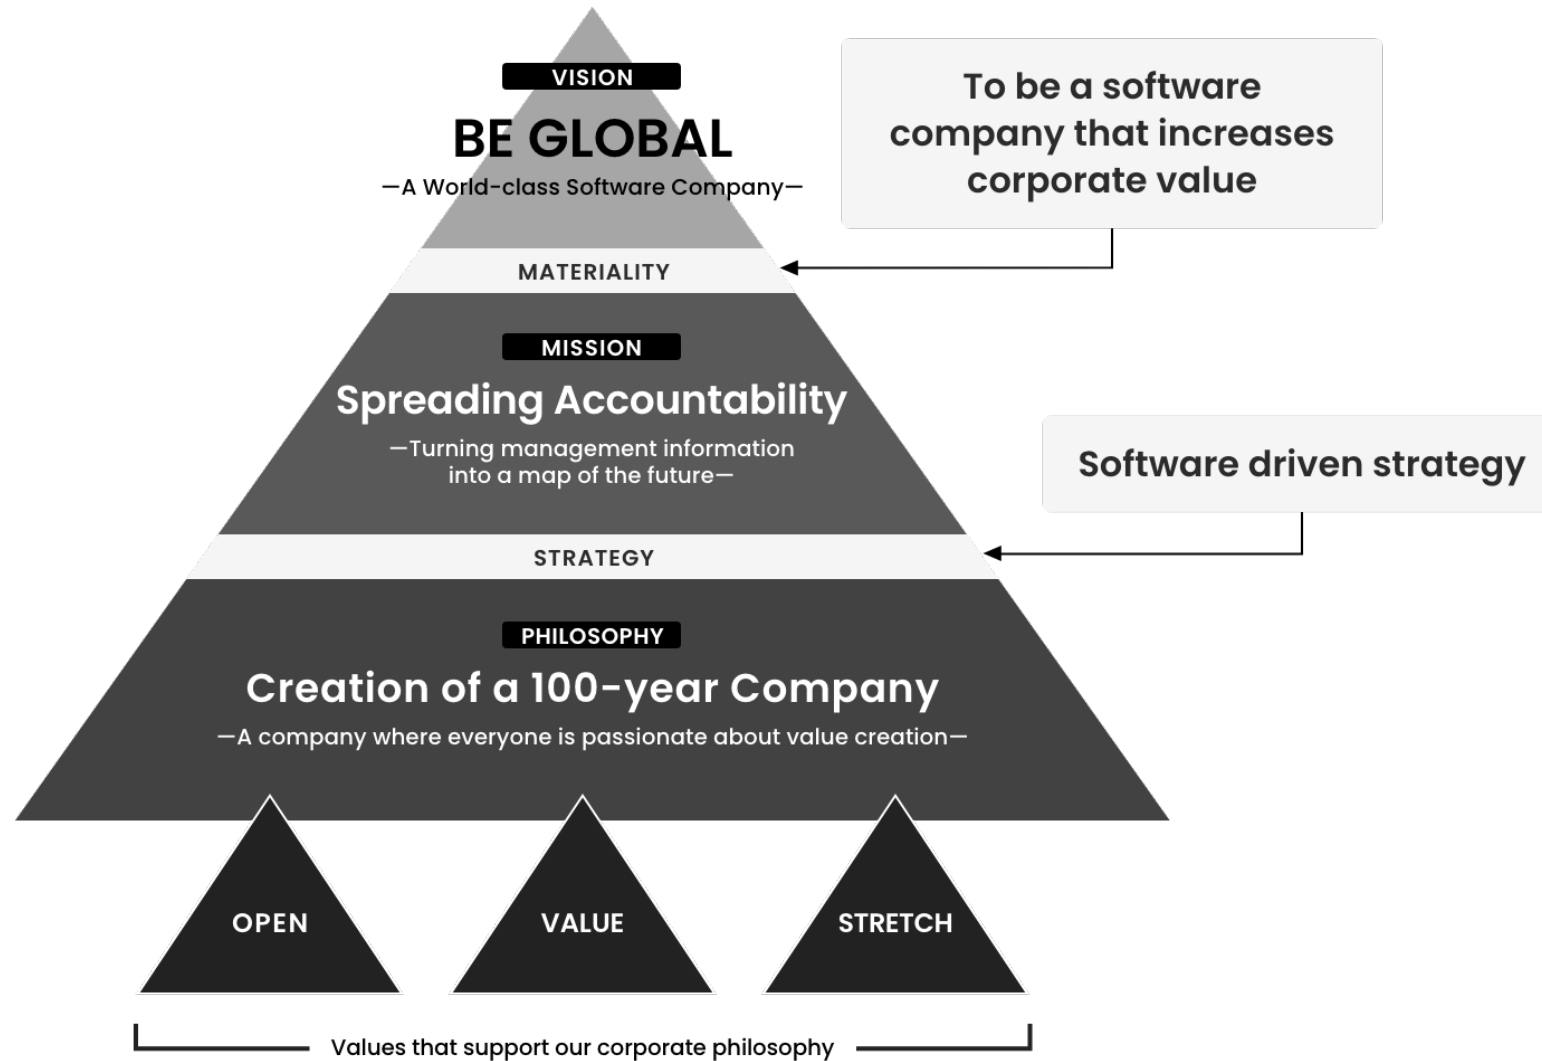 VISION
BE GLOBAL
—A World-class Software Company—
To be a software
company that increases
corporate value
MATERIALITY
MISSION
Spreading Accountability
—Turning management information
into a map of the future—
Software driven strategy
STRATEGY
PHILOSOPHY
Creation of a 100-year Company
—A company where everyone is passionate about value creation—
OPEN
VALUE
STRETCH
Values that support our corporate philosophy